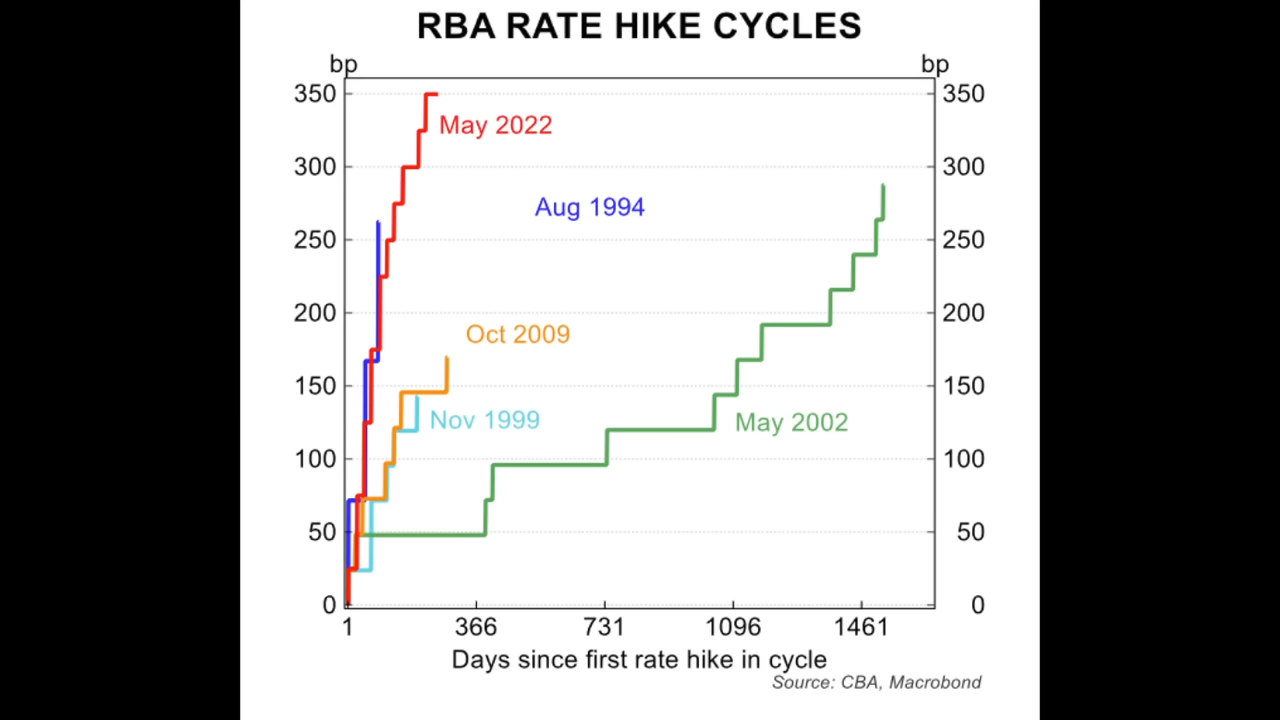 RBA RATE HIKE CYCLES
bp bp
350 350
May 2022
300 300
Aug 1994
250 250
200 200
Oct 2009
150 150
Nov 1999 May 2002
100 100
50 50
0 0
1 366 731 1096 1461
Days since first rate hike in cycle
Source: CBA, Macrobond